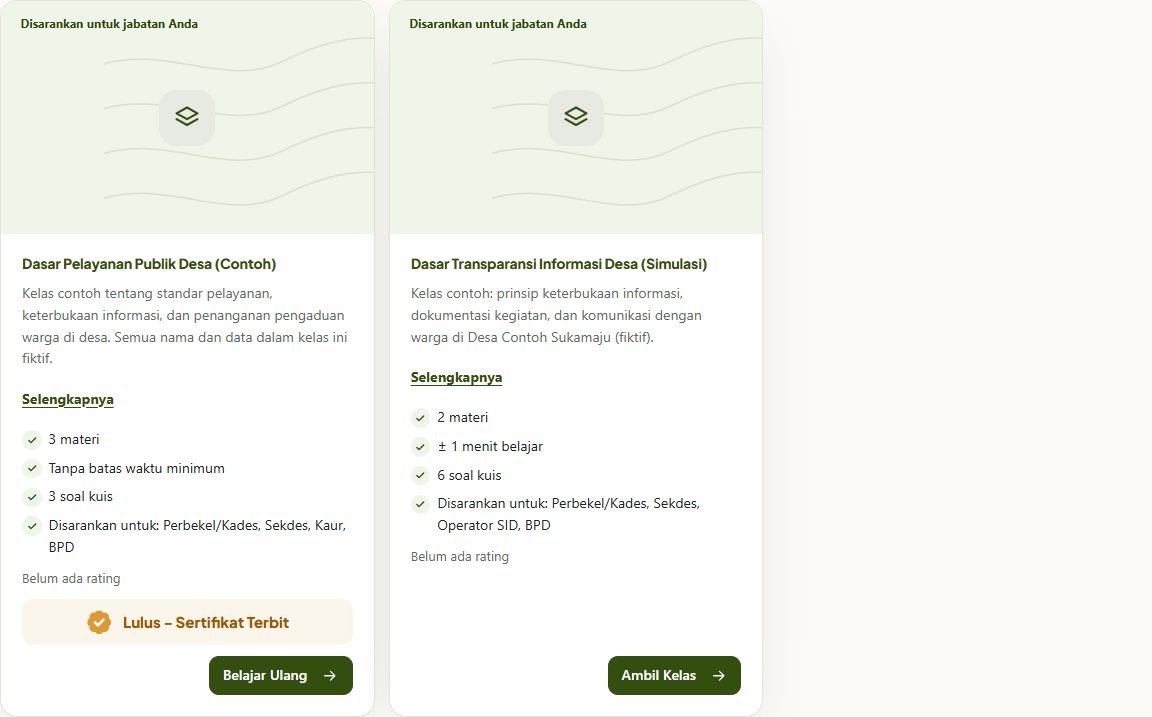 Disarankan untuk jabatan Anda
Dasar Pelayanan Publik Desa (Contoh)
Kelas contoh tentang standar pelayanan,
keterbukaan informasi, dan penanganan pengaduan
warga di desa. Semua nama dan data dalam kelas ini
fiktif.
Selengkapnya
3 materi
Tanpa batas waktu minimum
3 soal kuis
Disarankan untuk: Perbekel/Kades, Sekdes, Kaur,
BPD
Belum ada rating
Lulus – Sertifikat Terbit
Belajar Ulang
Disarankan untuk jabatan Anda
Dasar Transparansi Informasi Desa (Simulasi)
Kelas contoh: prinsip keterbukaan informasi,
dokumentasi kegiatan, dan komunikasi dengan
warga di Desa Contoh Sukamaju (fiktif).
Selengkapnya
2 materi
± 1 menit belajar
6 soal kuis
Disarankan untuk: Perbekel/Kades, Sekdes,
Operator SID, BPD
Belum ada rating
Ambil Kelas